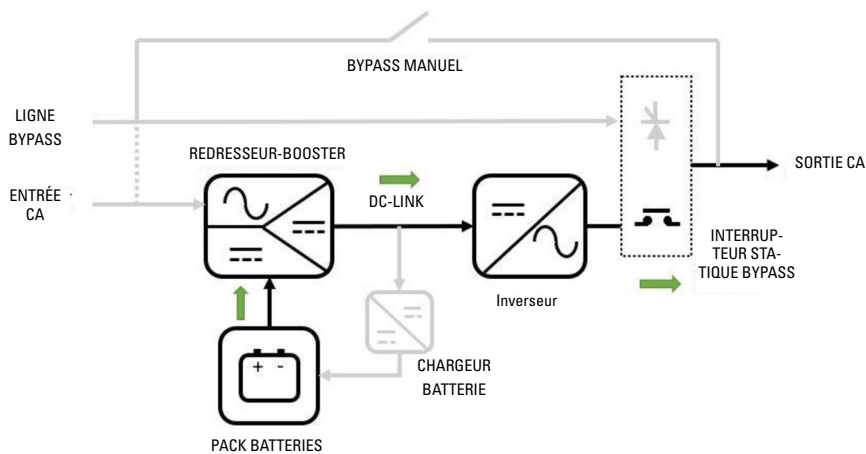 BYPASS MANUEL
LIGNE
BYPASS
REDRESSEUR-BOOSTER
SORTIE CA
ENTRÉE
CA
DC-LINK
INTERRUP-
TEUR STA-
TIQUE BYPASS
Inverseur
+ -
CHARGEUR
BATTERIE
PACK BATTERIES